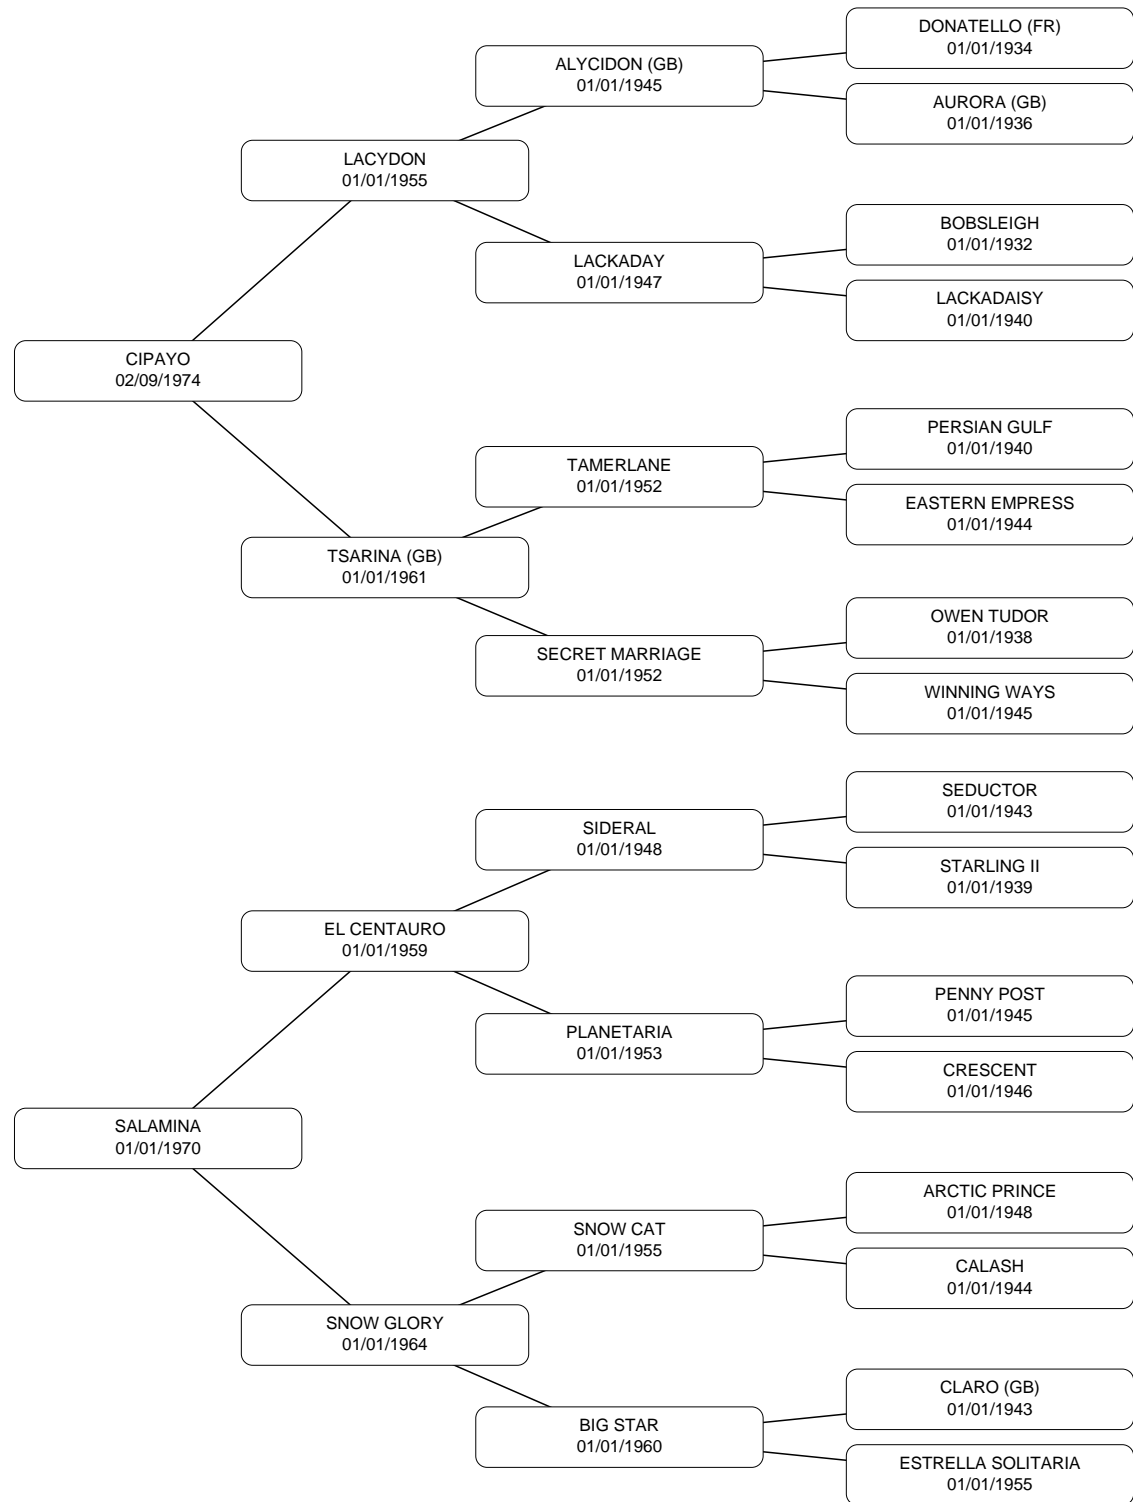 DONATELLO (FR)
01/01/1934
ALYCIDON (GB)
01/01/1945
AURORA (GB)
01/01/1936
LACYDON
01/01/1955
BOBSLEIGH
01/01/1932
LACKADAY
01/01/1947
LACKADAISY
01/01/1940
CIPAYO
02/09/1974
PERSIAN GULF
01/01/1940
TAMERLANE
01/01/1952
EASTERN EMPRESS
01/01/1944
TSARINA (GB)
01/01/1961
OWEN TUDOR
01/01/1938
SECRET MARRIAGE
01/01/1952
WINNING WAYS
01/01/1945
SEDUCTOR
01/01/1943
SIDERAL
01/01/1948
STARLING II
01/01/1939
EL CENTAURO
01/01/1959
PENNY POST
01/01/1945
PLANETARIA
01/01/1953
CRESCENT
01/01/1946
SALAMINA
01/01/1970
ARCTIC PRINCE
01/01/1948
SNOW CAT
01/01/1955
CALASH
01/01/1944
SNOW GLORY
01/01/1964
CLARO (GB)
01/01/1943
BIG STAR
01/01/1960
ESTRELLA SOLITARIA
01/01/1955